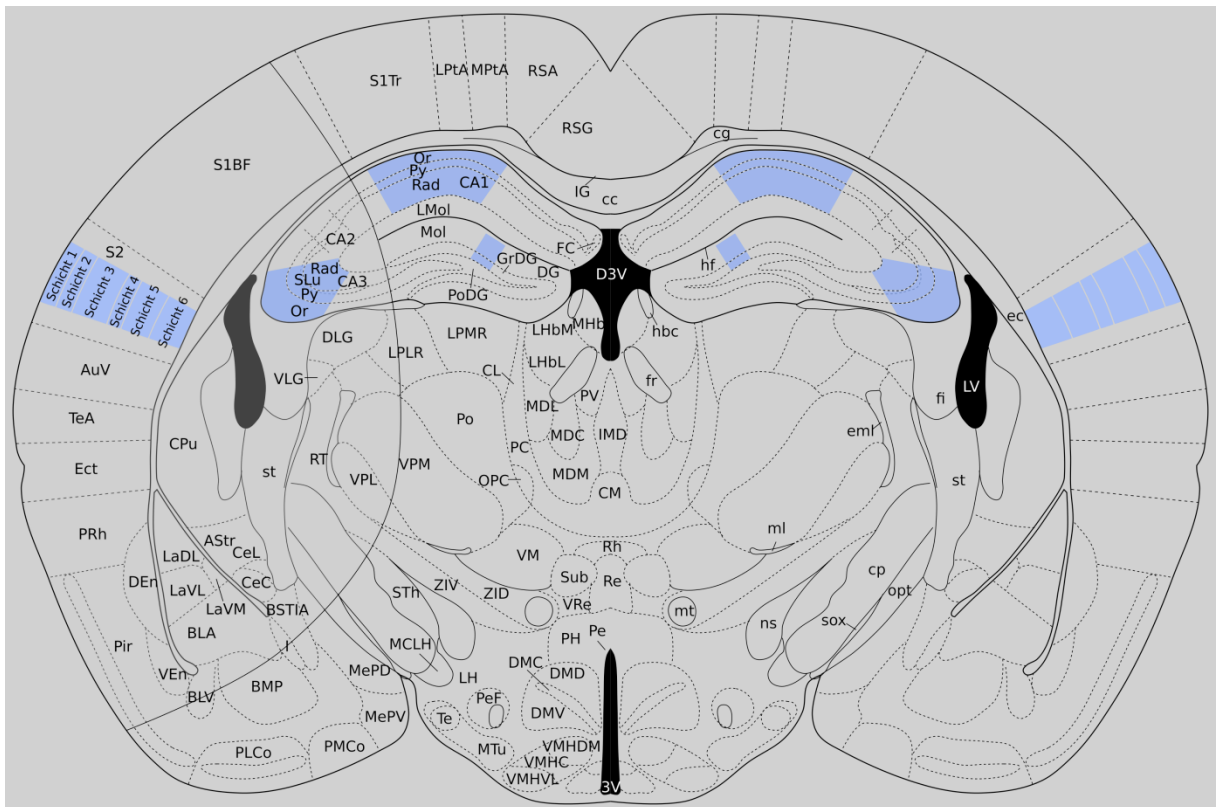 S1Tr
LPtA
MPtA
RSA
RSG
cg
S1BF
Or
Py
Rad
CA1
IG
cc
LMol
Mol
CA2
S2
FC
GrDG
DG
D3V
hf
Schicht 1
Schicht 2
Schicht 3
Schicht 4
Schicht 5
Schicht 6
Rad
SLu
CA3
Py
Or
PoDG
ec
DLG
LPMR
LHbM
MHb
hbc
LPLR
AuV
VLG
CL
LHbL
fr
LV
TeA
MDL
PV
fi
CPu
Po
PC
MDC
IMD
eml
Ect
st
RT
VPL
VPM
OPC
MDM
CM
st
PRh
AStr
CeL
LaDL
VM
Rh
ml
DEn
LaVL
CeC
LaVM
BSTIA
STh
ZIV
ZID
Sub
Re
VRe
mt
cp
opt
sox
ns
Pir
BLA
I
MCLH
PH
Pe
VEn
BLV
BMP
MePD
LH
DMC
DMD
PeF
MePV
Te
DMV
PLCo
PMCo
MTu
VMHDM
VMHC
VMHVL
3V